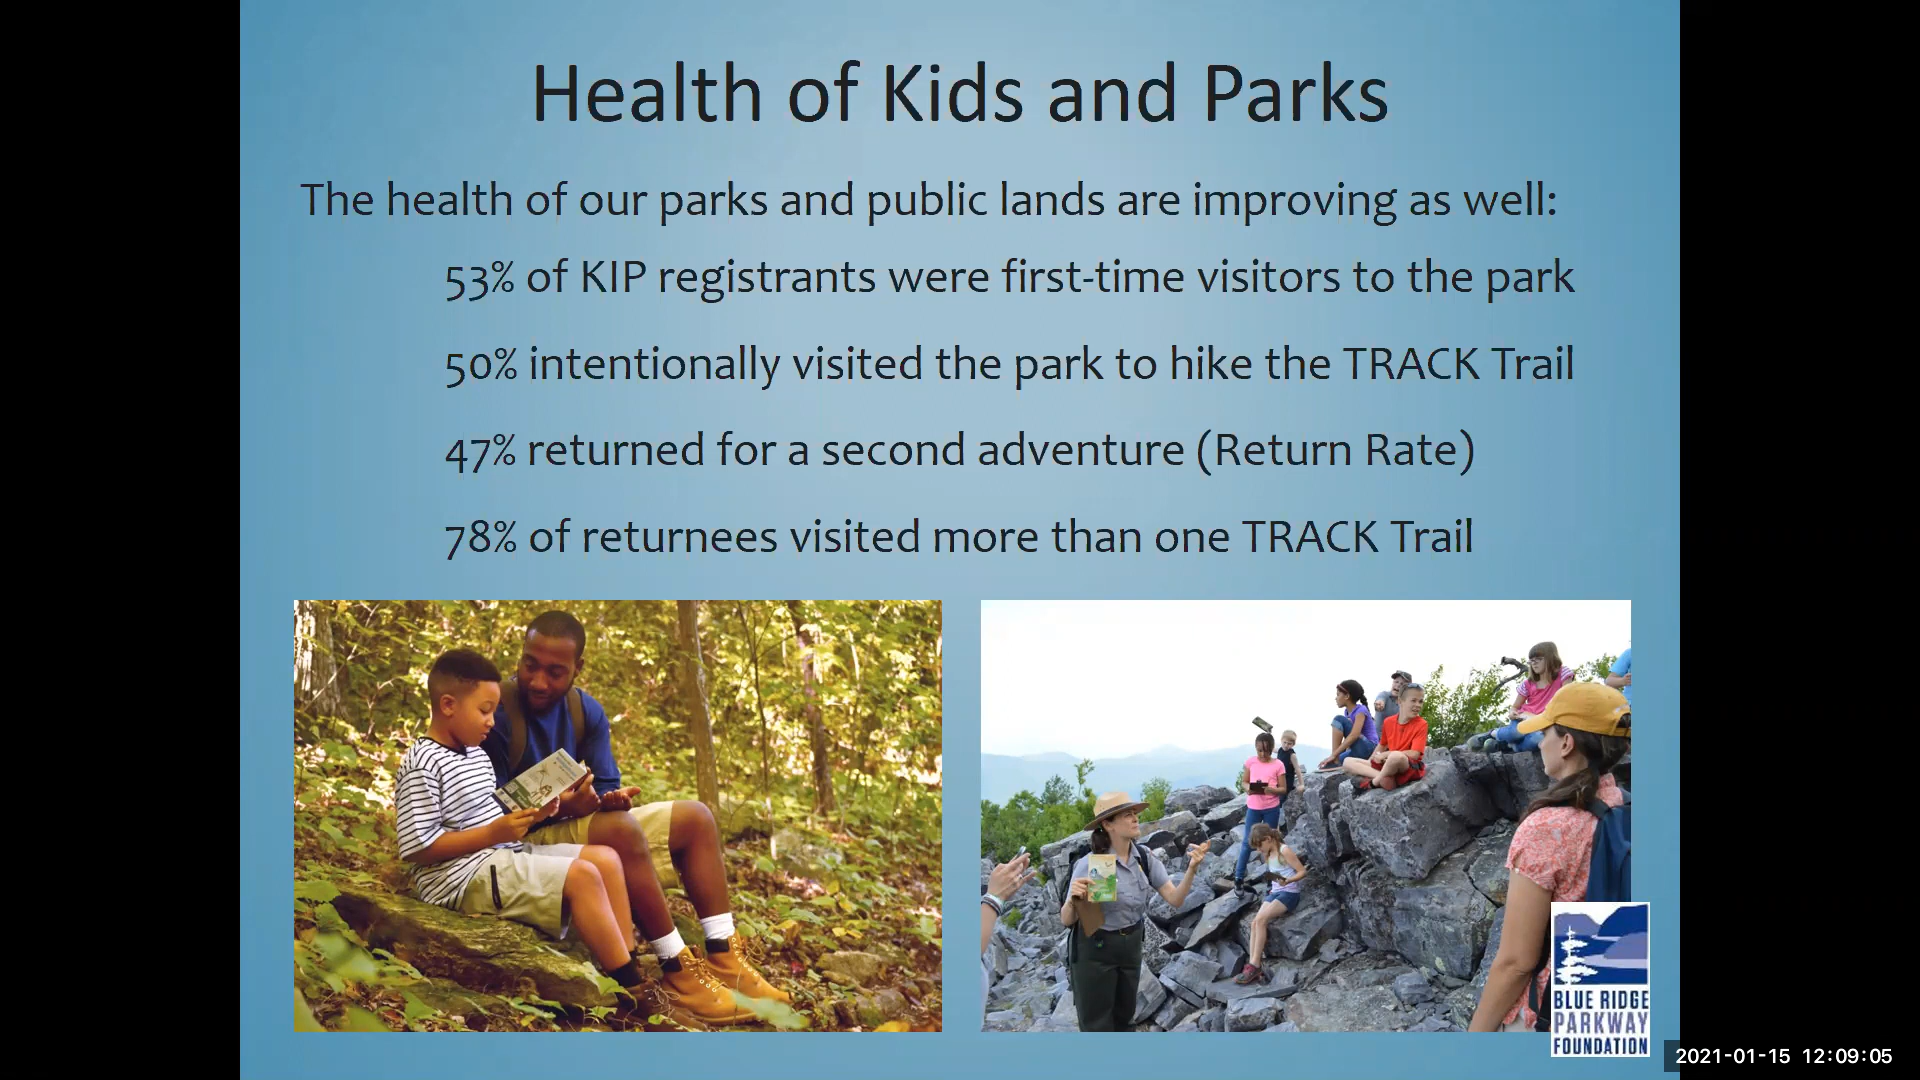 Health of Kids and Parks
The health of our parks and public lands are improving as well:
53% of KIP registrants were first-time visitors to the park
50% intentionally visited the park to hike the TRACK Trail
47% returned for a second adventure (Return Rate)
78% of returnees visited more than one TRACK Trail
BLUE RIDGE
PARKWAY
FOUNDATION
2021-01-15 12:09:05